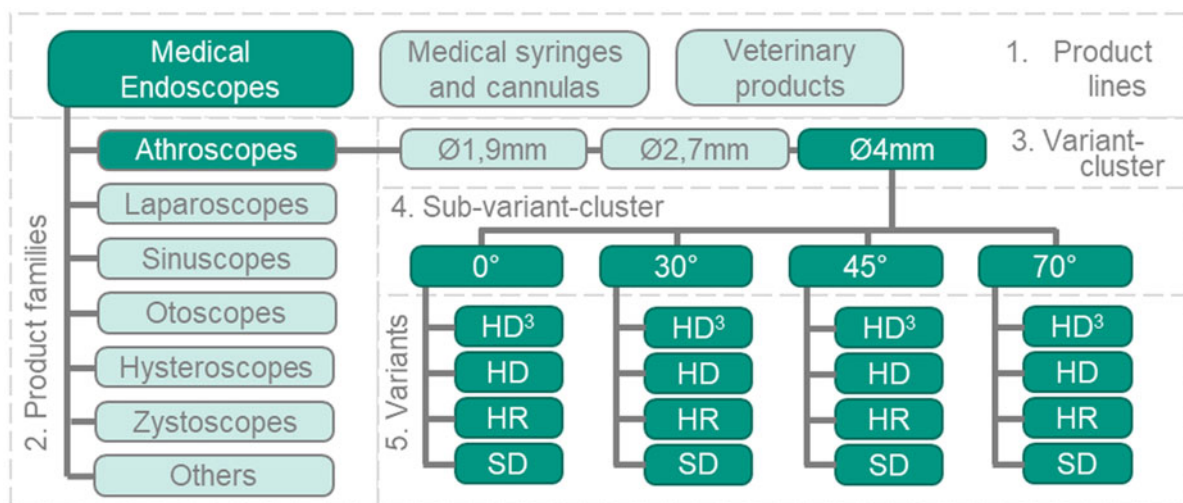 Medical
Endoscopes
Medical syringes
and cannulas
Veterinary
products
1. Product
lines
2. Product families
Athroscopes
Laparoscopes
Sinuscopes
Otoscopes
Hysteroscopes
Zystoscopes
Others
Ø1,9mm
Ø2,7mm
Ø4mm
3. Variant-
cluster
4. Sub-variant-cluster
0°
30°
45°
70°
5. Variants
HD³
HD
HR
SD
HD³
HD
HR
SD
HD³
HD
HR
SD
HD³
HD
HR
SD